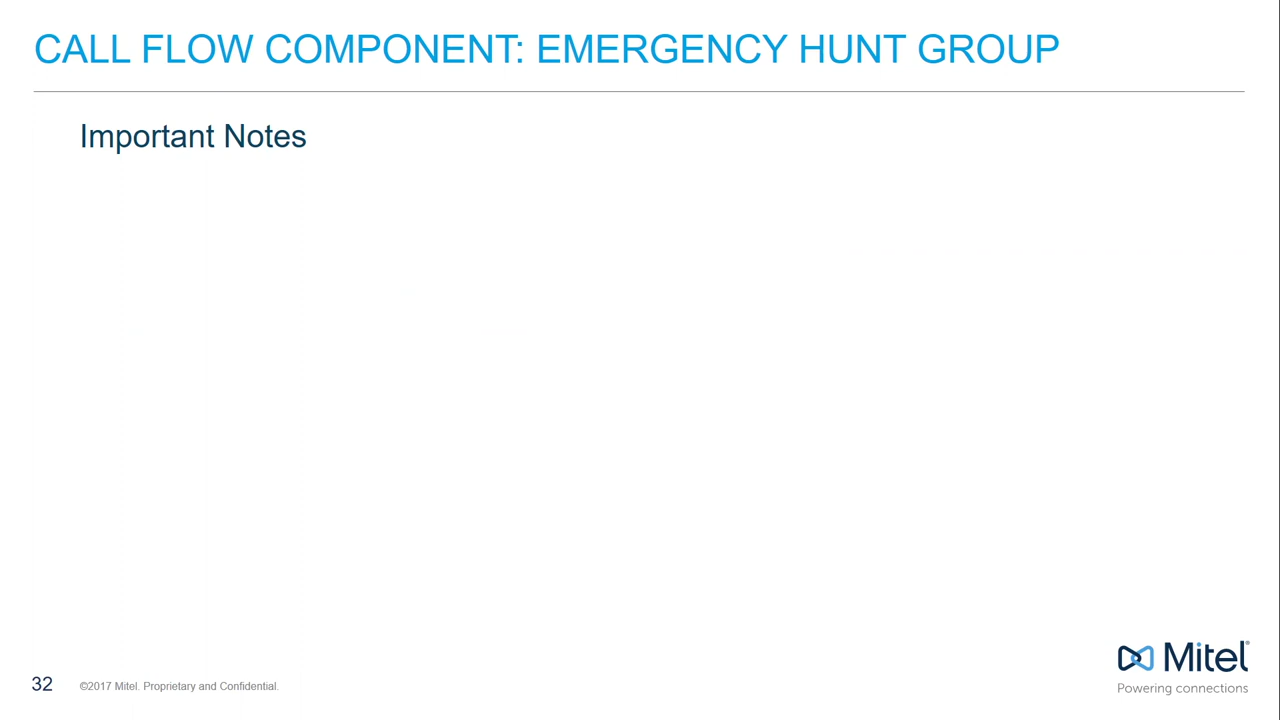 CALL FLOW COMPONENT: EMERGENCY HUNT GROUP
Important Notes
Mitel®
Powering connections
32 ©2017 Mitel. Proprietary and Confidential.